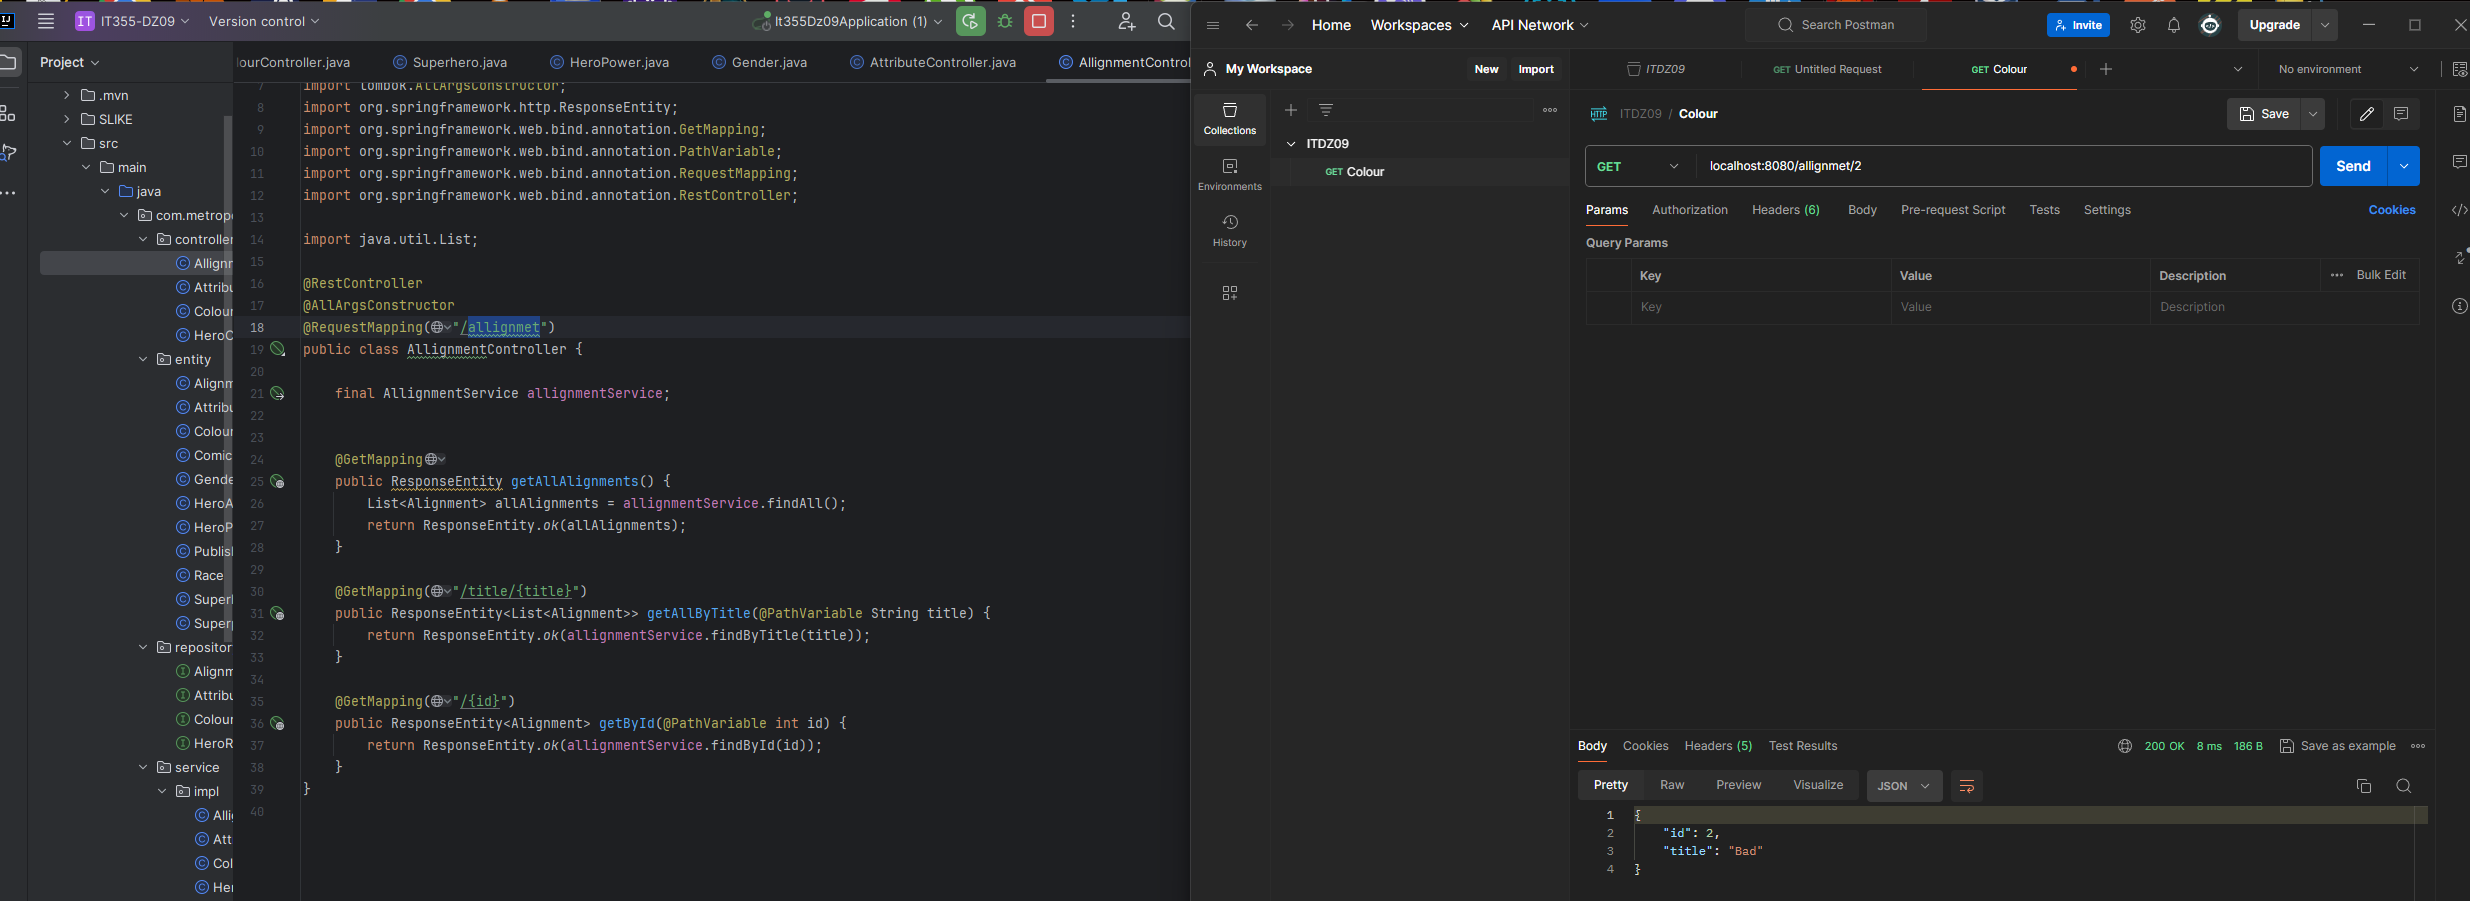 IT IT355-DZ09 Version control It355Dz09Application (1)
Project
.mvn
SLIKE
src
main
java
com.metrop
controller
Allignm
Attribu
Colour
HeroC
entity
Alignm
Attribu
Colour
Comic
Gende
HeroA
HeroP
Publish
Race
Superh
Superp
repositor
Alignm
Attribu
Colour
HeroR
service
impl
Alli
Att
Col
He
ourController.java Superhero.java HeroPower.java Gender.java AttributeController.java AllignmentControl
7 import lombok.AllArgsConstructor;
8 import org.springframework.http.ResponseEntity;
9 import org.springframework.web.bind.annotation.GetMapping;
10 import org.springframework.web.bind.annotation.PathVariable;
11 import org.springframework.web.bind.annotation.RequestMapping;
12 import org.springframework.web.bind.annotation.RestController;
13
14 import java.util.List;
15
16 @RestController
17 @AllArgsConstructor
18 @RequestMapping("/allignmet")
19 public class AllignmentController {
20
21 final AllignmentService allignmentService;
22
23
24 @GetMapping
25 public ResponseEntity getAllAlignments() {
26 List<Alignment> allAlignments = allignmentService.findAll();
27 return ResponseEntity.ok(allAlignments);
28 }
29
30 @GetMapping("/title/{title}")
31 public ResponseEntity<List<Alignment>> getAllByTitle(@PathVariable String title) {
32 return ResponseEntity.ok(allignmentService.findByTitle(title));
33 }
34
35 @GetMapping("/{id}")
36 public ResponseEntity<Alignment> getById(@PathVariable int id) {
37 return ResponseEntity.ok(allignmentService.findById(id));
38 }
39 }
40
Home Workspaces API Network Search Postman Invite Upgrade
My Workspace New Import
Collections
Environments
History
ITDZ09
GET Colour
ITDZ09 GET Untitled Request GET Colour No environment
HTTP ITDZ09 / Colour Save
GET localhost:8080/allignmet/2 Send
Params Authorization Headers (6) Body Pre-request Script Tests Settings Cookies
Query Params
Key Value Description Bulk Edit
Key Value Description
Body Cookies Headers (5) Test Results 200 OK 8 ms 186 B Save as example
Pretty Raw Preview Visualize JSON
1 {
2 "id": 2,
3 "title": "Bad"
4 }